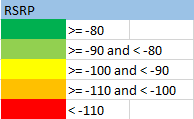 RSRP
>= -80
>= -90 and < -80
>= -100 and < -90
>= -110 and < -100
< -110